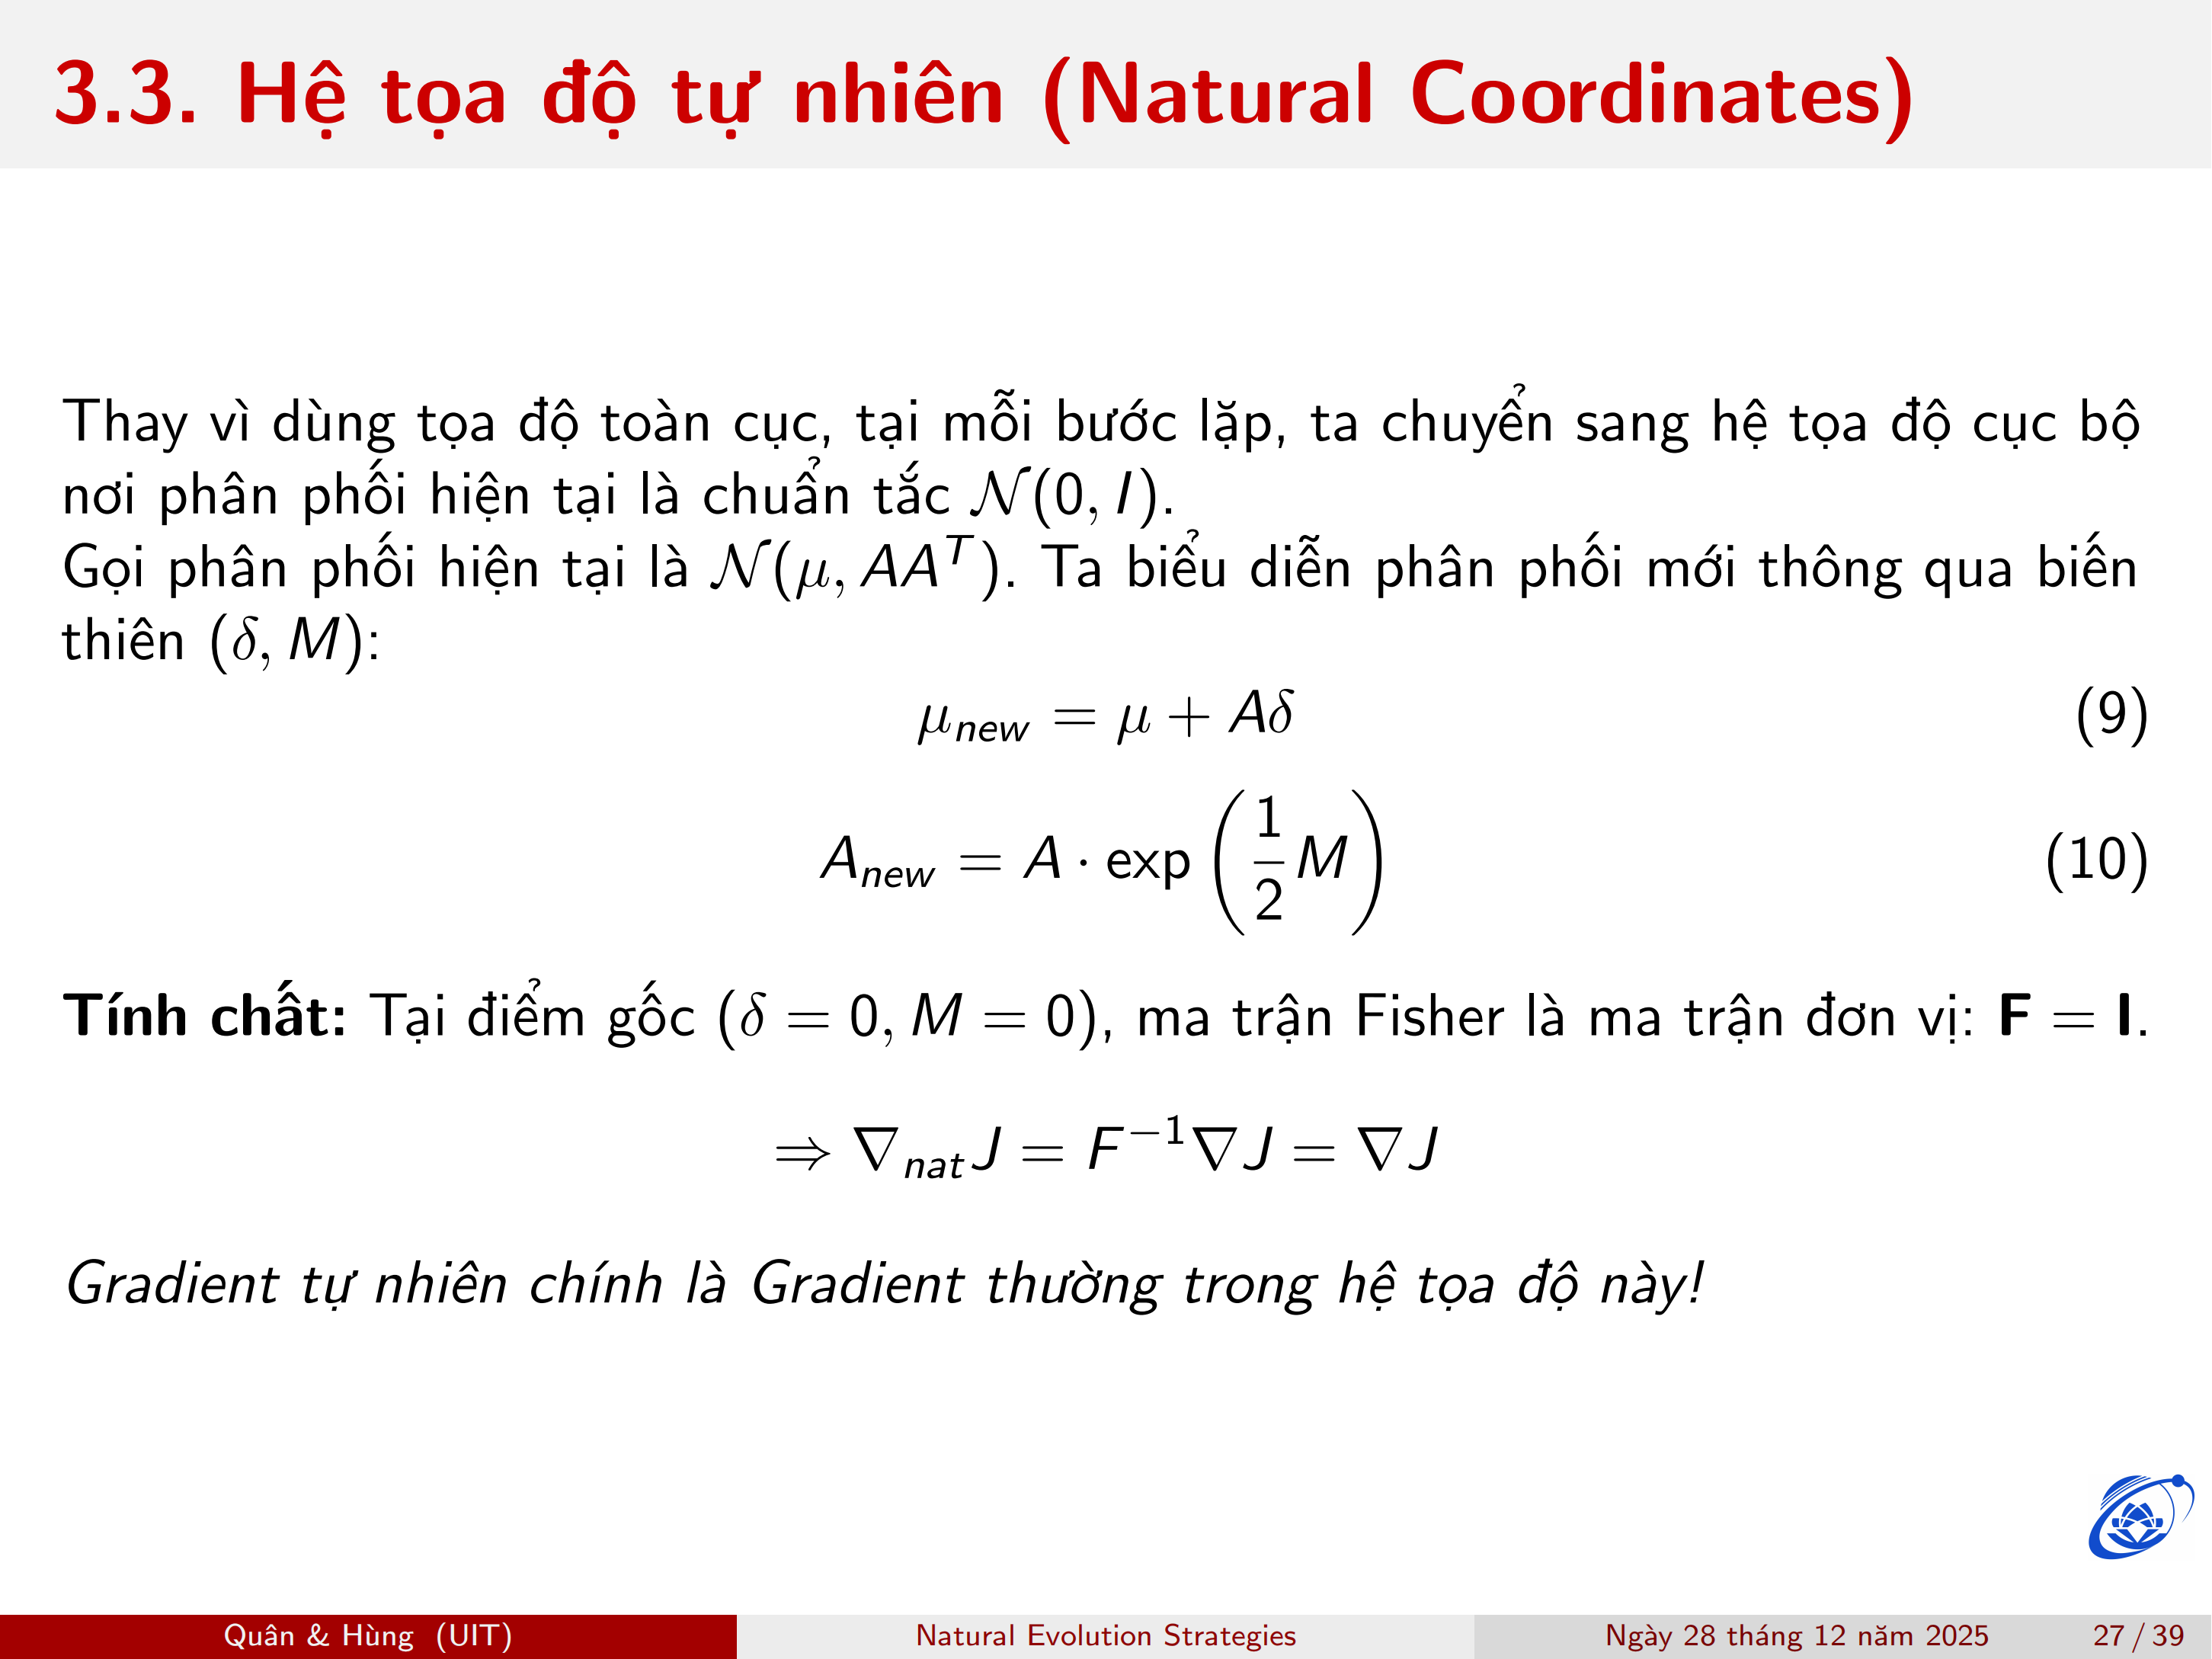 3.3. Hệ tọa độ tự nhiên (Natural Coordinates)
Thay vì dùng tọa độ toàn cục, tại mỗi bước lặp, ta chuyển sang hệ tọa độ cục bộ
nơi phân phối hiện tại là chuẩn tắc 𝒩(0, I).
Gọi phân phối hiện tại là 𝒩(μ, AAᵀ). Ta biểu diễn phân phối mới thông qua biến
thiên (δ, M):
μ_new = μ + Aδ (9)
A_new = A · exp(1/2 M) (10)
Tính chất: Tại điểm gốc (δ = 0, M = 0), ma trận Fisher là ma trận đơn vị: F = I.
⇒ ∇_nat J = F⁻¹∇J = ∇J
Gradient tự nhiên chính là Gradient thường trong hệ tọa độ này!
Quân & Hùng (UIT) Natural Evolution Strategies Ngày 28 tháng 12 năm 2025 27 / 39